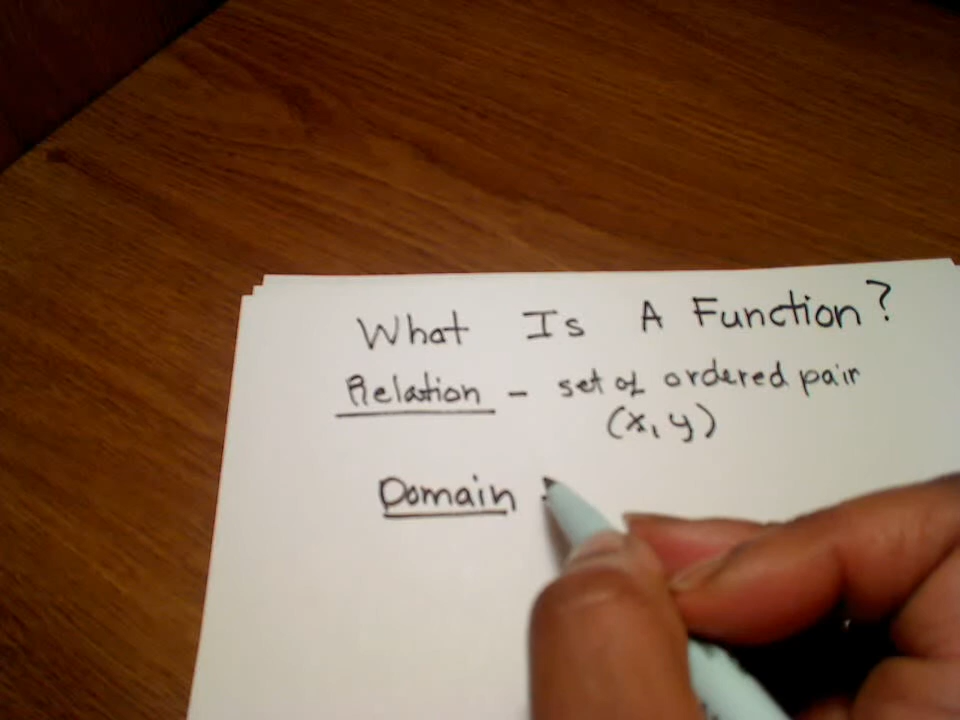 What Is A Function?
Relation - set of ordered pair
(x, y)
Domain